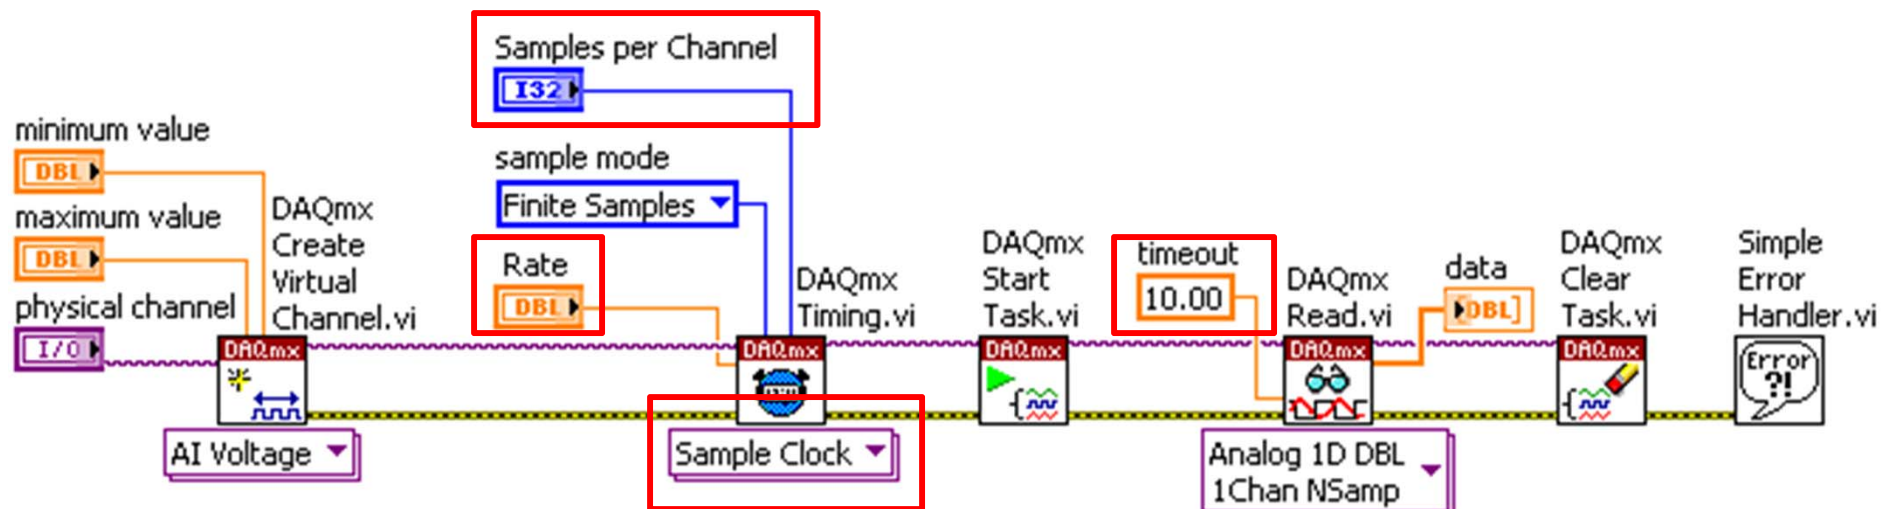 Samples per Channel
I32
minimum value
DBL
sample mode
Finite Samples
maximum value
DBL
DAQmx
Create
Virtual
Channel.vi
physical channel
I/O
Rate
DBL
DAQmx
Timing.vi
DAQmx
Start
Task.vi
timeout
10.00
DAQmx
Read.vi
data
[DBL]
DAQmx
Clear
Task.vi
Simple
Error
Handler.vi
DAQmx
DAQmx
DAQmx
DAQmx
DAQmx
Error
?!
AI Voltage
Sample Clock
Analog 1D DBL
1Chan NSamp